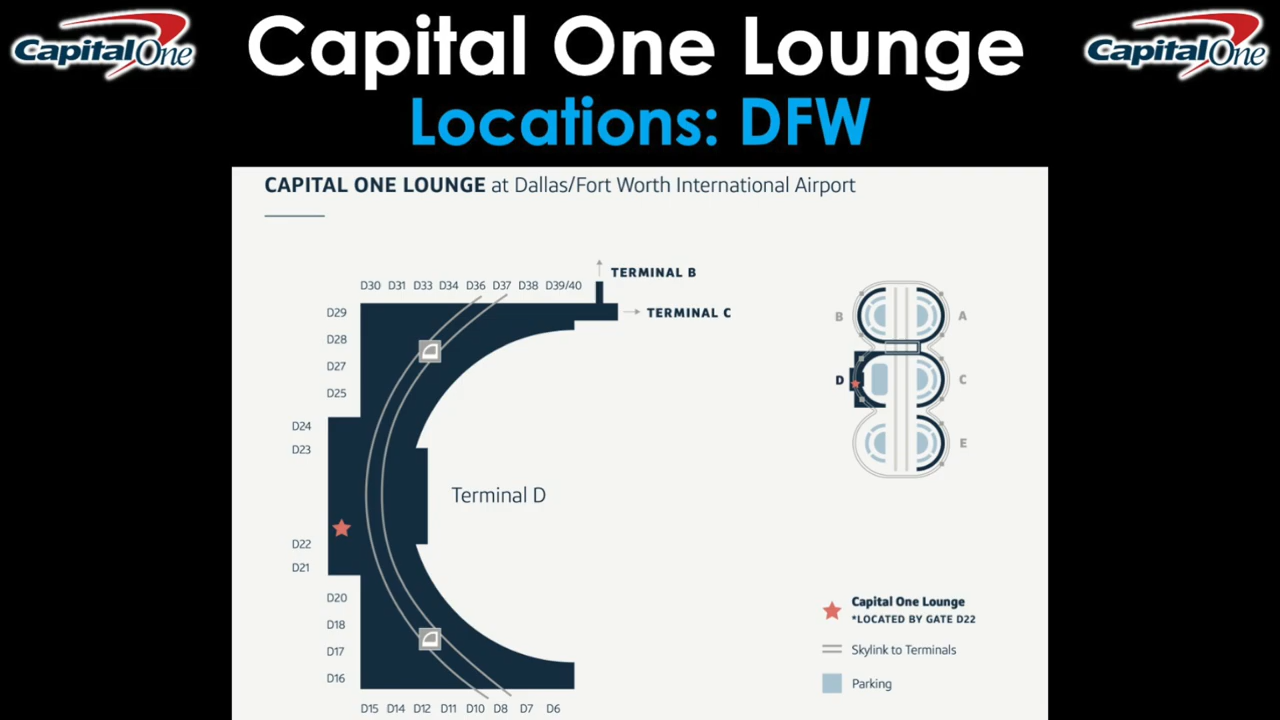 Capital One
Capital One Lounge
Capital One
Locations: DFW
CAPITAL ONE LOUNGE at Dallas/Fort Worth International Airport
TERMINAL B
D30 D31 D33 D34 D36 D37 D38 D39/40
TERMINAL C
D29
D28
D27
D25
D24
D23
D22
D21
D20
D18
D17
D16
Terminal D
D15 D14 D12 D11 D10 D8 D7 D6
B
A
D
C
E
Capital One Lounge
*LOCATED BY GATE D22
Skylink to Terminals
Parking